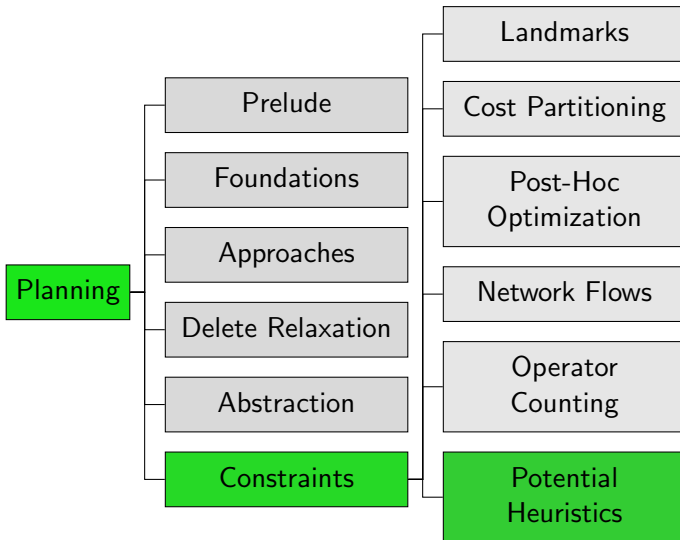 Planning
Prelude
Foundations
Approaches
Delete Relaxation
Abstraction
Constraints
Landmarks
Cost Partitioning
Post-Hoc
Optimization
Network Flows
Operator
Counting
Potential
Heuristics